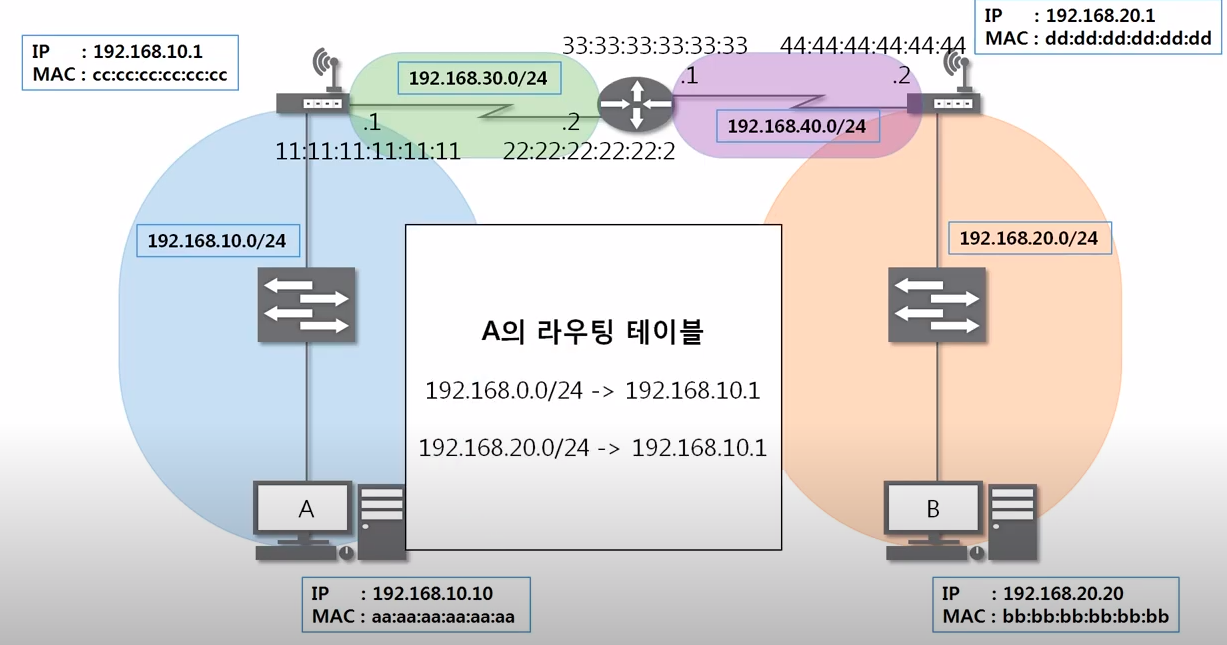 IP : 192.168.10.1
MAC : cc:cc:cc:cc:cc:cc
IP : 192.168.20.1
MAC : dd:dd:dd:dd:dd:dd
33:33:33:33:33:33
44:44:44:44:44:44
192.168.30.0/24
.1
.2
192.168.40.0/24
.1
.2
11:11:11:11:11:11
22:22:22:22:22:2
192.168.10.0/24
192.168.20.0/24
A의 라우팅 테이블
192.168.0.0/24 -> 192.168.10.1
192.168.20.0/24 -> 192.168.10.1
A
B
IP : 192.168.10.10
MAC : aa:aa:aa:aa:aa:aa
IP : 192.168.20.20
MAC : bb:bb:bb:bb:bb:bb